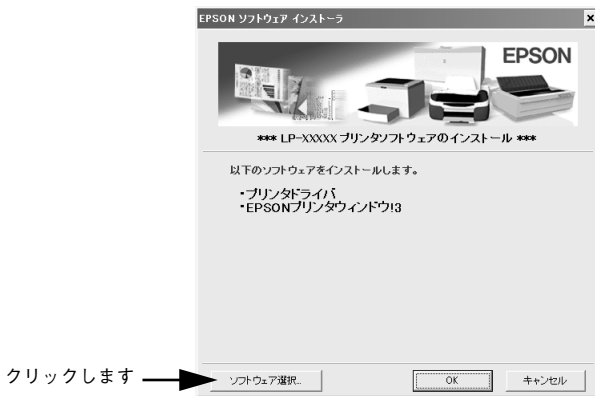 EPSON ソフトウェア インストーラ
EPSON
*** LP-XXXXX プリンタソフトウェアのインストール ***
以下のソフトウェアをインストールします。
・プリンタドライバ
・EPSONプリンタウィンドウ!3
クリックします
ソフトウェア選択...
OK
キャンセル